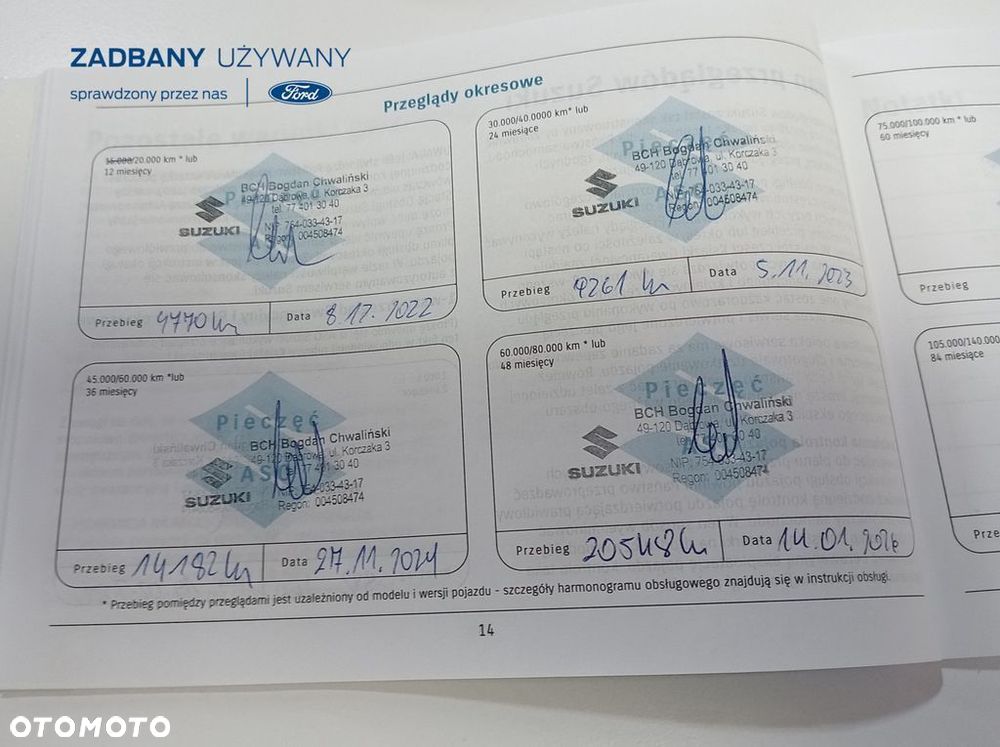 ZADBANY UŻYWANY
sprawdzony przez nas
Ford
Przeglądy okresowe
15.000/20.000 km * lub
12 miesięcy
BCH Bogdan Chwaliński
49-120 Dąbrowa, ul. Korczaka 3
tel. 77 401 30 40
NIP: 754-033-43-17
Regon: 004508474
SUZUKI
Przebieg 4770 km
Data 8.12.2022
30.000/40.000 km* lub
24 miesiące
Pieczęć
BCH Bogdan Chwaliński
49-120 Dąbrowa, ul. Korczaka 3
tel. 77 401 30 40
NIP: 754-033-43-17
Regon: 004508474
SUZUKI
Przebieg 9261 km
Data 5.11.2023
45.000/60.000 km *lub
36 miesięcy
Pieczęć
ASO
BCH Bogdan Chwaliński
49-120 Dąbrowa, ul. Korczaka 3
tel. 77 401 30 40
NIP: 754-033-43-17
Regon: 004508474
SUZUKI
Przebieg 14182 km
Data 27.11.2024
60.000/80.000 km *lub
48 miesięcy
Pieczęć
BCH Bogdan Chwaliński
49-120 Dąbrowa, ul. Korczaka 3
tel. 77 401 30 40
NIP: 754-033-43-17
Regon: 004508474
SUZUKI
Przebieg 20548 km
Data 14.01.2026
* Przebieg pomiędzy przeglądami jest uzależniony od modelu i wersji pojazdu - szczegóły harmonogramu obsługowego znajdują się w instrukcji obsługi.
14
75.000/100.000 km * lub
60 miesięcy
Przebieg
105.000/140.000
84 miesiące
Prze
OTOMOTO